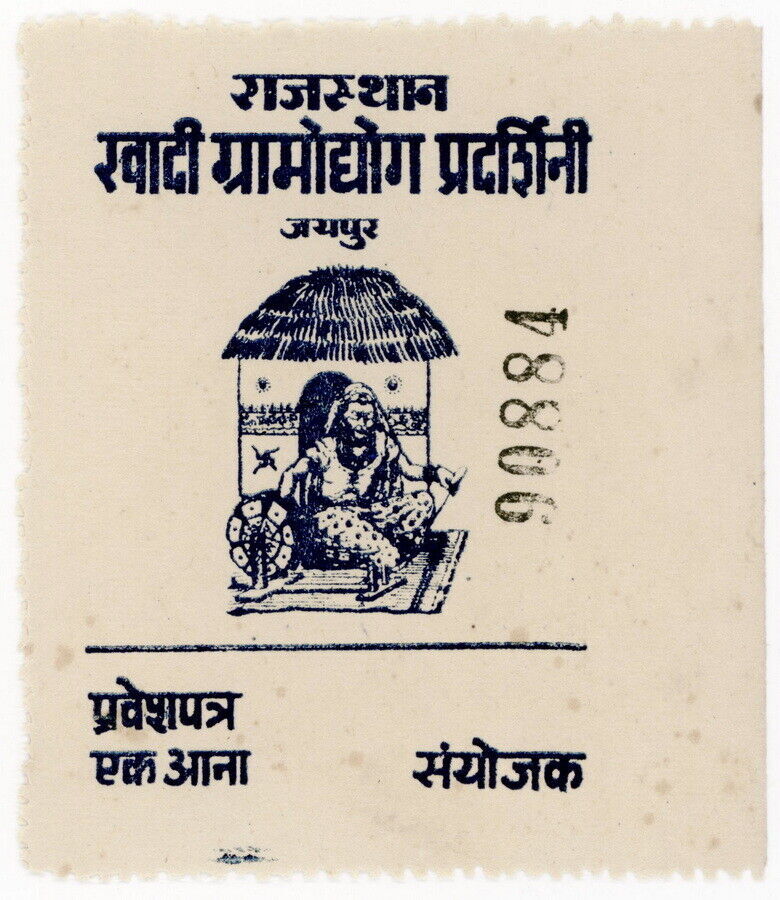 राजस्थान
खादी ग्रामोद्योग प्रदर्शिनी
जयपुर
90884
प्रवेशपत्र
एक आना
संयोजक